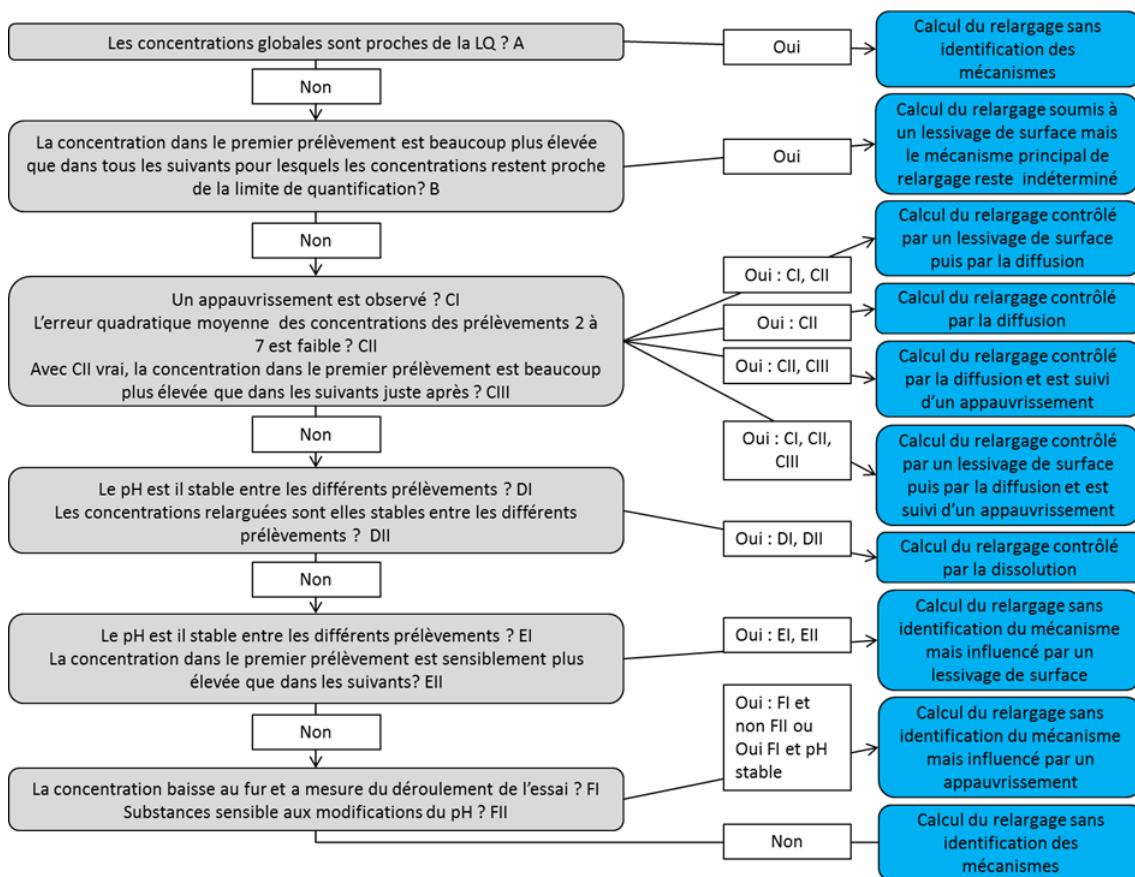 Les concentrations globales sont proches de la LQ ? A
Oui
Calcul du relargage sans
identification des
mécanismes
Non
La concentration dans le premier prélèvement est beaucoup plus élevée
que dans tous les suivants pour lesquels les concentrations restent proche
de la limite de quantification? B
Oui
Calcul du relargage soumis à
un lessivage de surface mais
le mécanisme principal de
relargage reste indéterminé
Non
Un appauvrissement est observé ? CI
L’erreur quadratique moyenne des concentrations des prélèvements 2 à
7 est faible ? CII
Avec CII vrai, la concentration dans le premier prélèvement est beaucoup
plus élevée que dans les suivants juste après ? CIII
Oui : CI, CII
Calcul du relargage contrôlé
par un lessivage de surface
puis par la diffusion
Oui : CII
Calcul du relargage contrôlé
par la diffusion
Oui : CII, CIII
Calcul du relargage contrôlé
par la diffusion et est suivi
d’un appauvrissement
Oui : CI, CII,
CIII
Calcul du relargage contrôlé
par un lessivage de surface
puis par la diffusion et est
suivi d’un appauvrissement
Non
Le pH est il stable entre les différents prélèvements ? DI
Les concentrations relarguées sont elles stables entre les différents
prélèvements ? DII
Oui : DI, DII
Calcul du relargage contrôlé
par la dissolution
Non
Le pH est il stable entre les différents prélèvements ? EI
La concentration dans le premier prélèvement est sensiblement plus
élevée que dans les suivants? EII
Oui : EI, EII
Calcul du relargage sans
identification du mécanisme
mais influencé par un
lessivage de surface
Non
La concentration baisse au fur et a mesure du déroulement de l’essai ? FI
Substances sensible aux modifications du pH ? FII
Oui : FI et
non FII ou
Oui FI et pH
stable
Calcul du relargage sans
identification du mécanisme
mais influencé par un
appauvrissement
Non
Calcul du relargage sans
identification des
mécanismes